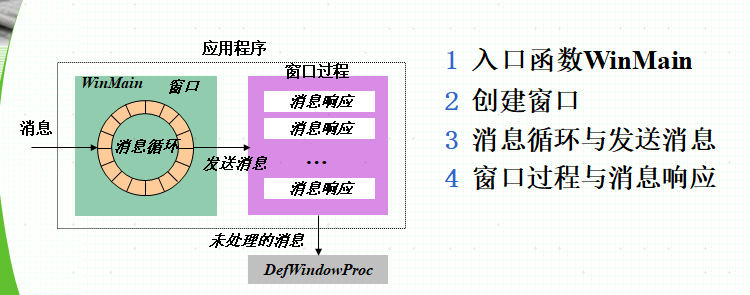 应用程序
WinMain
窗口
窗口过程
消息
消息循环
发送消息
消息响应
消息响应
...
消息响应
未处理的消息
DefWindowProc
1 入口函数WinMain
2 创建窗口
3 消息循环与发送消息
4 窗口过程与消息响应